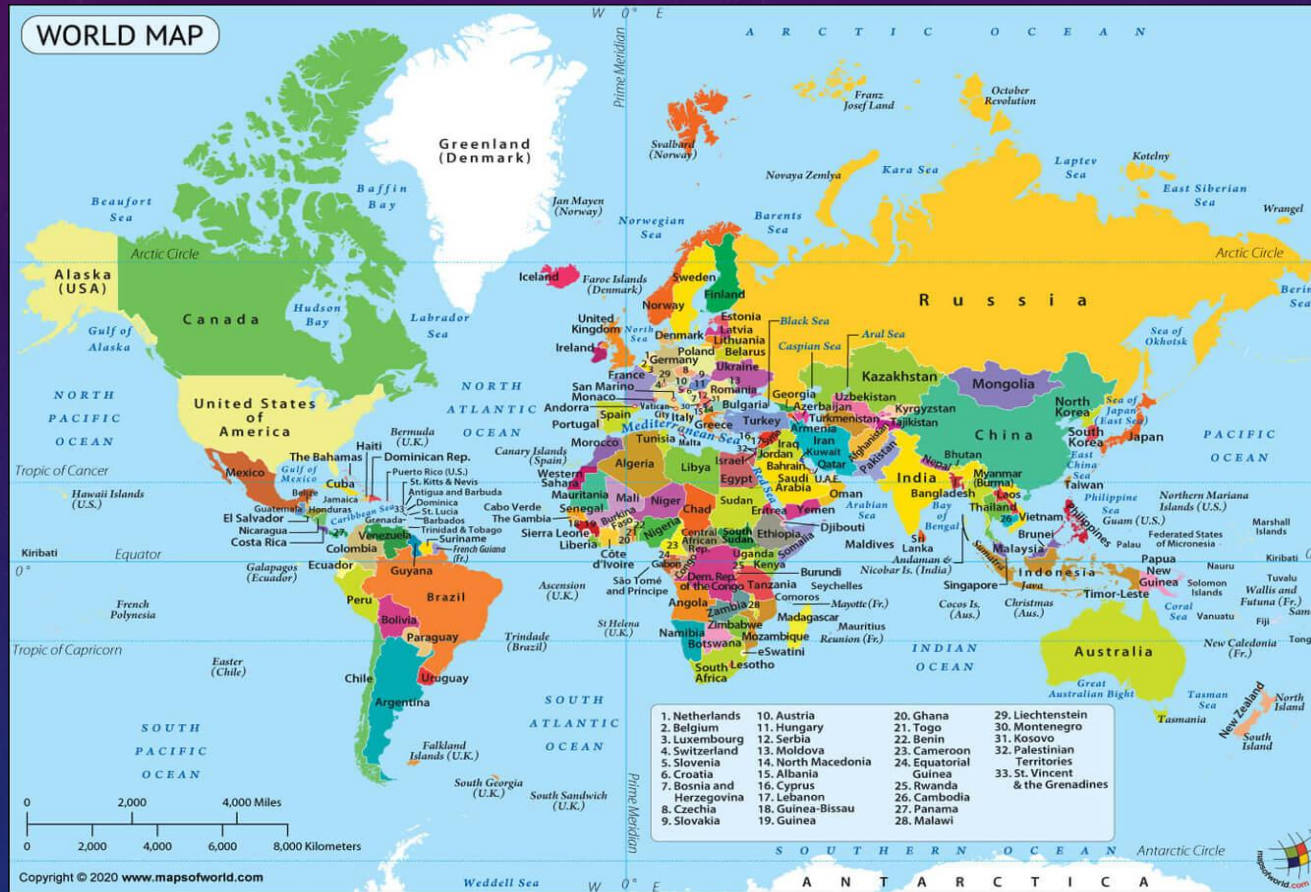 WORLD MAP
W 0° E
Prime Meridian
ARCTIC OCEAN
Greenland
(Denmark)
Svalbard
(Norway)
Franz
Josef Land
October
Revolution
Novaya Zemlya
Kara Sea
Laptev
Sea
Kotelny
East Siberian
Sea
Wrangel
Beaufort
Sea
Baffin
Bay
Jan Mayen
(Norway)
Norwegian
Sea
Barents
Sea
Arctic Circle
Arctic Circle
Alaska
(USA)
Canada
Hudson
Bay
Labrador
Sea
Gulf of
Alaska
Iceland
Faroe Islands
(Denmark)
Sweden
Norway
Finland
Russia
Sea of
Okhotsk
United
Kingdom
North
Sea
Ireland
Denmark
Estonia
Latvia
Lithuania
Belarus
Poland
Germany
Ukraine
France
Romania
San Marino
Monaco
Andorra
Vatican
City
Italy
Bulgaria
Spain
Portugal
Greece
Turkey
Black Sea
Caspian Sea
Aral Sea
Georgia
Azerbaijan
Armenia
Kazakhstan
Uzbekistan
Turkmenistan
Kyrgyzstan
Tajikistan
Mongolia
China
North
Korea
South
Korea
Sea of
Japan
(East Sea)
Japan
NORTH
PACIFIC
OCEAN
United States
of
America
NORTH
ATLANTIC
OCEAN
PACIFIC
OCEAN
Mediterranean Sea
Malta
Tunisia
Morocco
Canary Islands
(Spain)
Algeria
Libya
Egypt
Israel
Jordan
Iraq
Iran
Kuwait
Bahrain
Qatar
U.A.E.
Saudi
Arabia
Oman
Yemen
Red Sea
Afghanistan
Pakistan
India
Nepal
Bhutan
Bangladesh
Myanmar
(Burma)
Laos
Thailand
Vietnam
Taiwan
East
China
Sea
Philippine
Sea
Philippines
Northern Mariana
Islands (U.S.)
Guam (U.S.)
Tropic of Cancer
Hawaii Islands
(U.S.)
Mexico
Gulf of
Mexico
Bermuda
(U.K.)
Haiti
The Bahamas
Dominican Rep.
Cuba
Puerto Rico (U.S.)
St. Kitts & Nevis
Antigua and Barbuda
Dominica
St. Lucia
Barbados
Grenada
Trinidad & Tobago
Belize
Jamaica
Guatemala
Honduras
Caribbean Sea
El Salvador
Nicaragua
Costa Rica
Venezuela
Suriname
French Guiana
(Fr.)
Colombia
Guyana
Ecuador
Galapagos
(Ecuador)
Kiribati
Equator
0°
Western
Sahara
Mauritania
Cabo Verde
Senegal
The Gambia
Mali
Burkina
Faso
Niger
Nigeria
Chad
Sudan
Eritrea
Djibouti
Ethiopia
Somalia
South
Sudan
Central
African
Rep.
Sierra Leone
Liberia
Côte
d'Ivoire
São Tomé
and Príncipe
Gabon
Congo
Dem. Rep.
of the Congo
Uganda
Kenya
Burundi
Tanzania
Seychelles
Comoros
Mayotte (Fr.)
Arabian
Sea
Bay
of
Bengal
Maldives
Sri
Lanka
Andaman &
Nicobar Is. (India)
Brunei
Malaysia
Singapore
Sumatra
Java
Indonesia
Timor-Leste
Palau
Federated States
of Micronesia
Marshall
Islands
Papua
New
Guinea
Nauru
Kiribati
Solomon
Islands
Tuvalu
Wallis and
Futuna (Fr.)
Sam
Vanuatu
Fiji
Tong
New Caledonia
(Fr.)
Coral
Sea
Cocos Is.
(Aus.)
Christmas
(Aus.)
French
Polynesia
Peru
Brazil
Bolivia
Paraguay
Uruguay
Chile
Argentina
Ascension
(U.K.)
St Helena
(U.K.)
Trindade
(Brazil)
Tropic of Capricorn
Easter
(Chile)
Angola
Zambia
Zimbabwe
Namibia
Botswana
Mozambique
Madagascar
Mauritius
Reunion (Fr.)
eSwatini
Lesotho
South
Africa
INDIAN
OCEAN
Australia
Great
Australian Bight
Tasman
Sea
Tasmania
New Zealand
North
Island
South
Island
SOUTH
PACIFIC
OCEAN
SOUTH
ATLANTIC
OCEAN
Falkland
Islands (U.K.)
South Georgia
(U.K.)
South Sandwich
(U.K.)
1. Netherlands
2. Belgium
3. Luxembourg
4. Switzerland
5. Slovenia
6. Croatia
7. Bosnia and
Herzegovina
8. Czechia
9. Slovakia
10. Austria
11. Hungary
12. Serbia
13. Moldova
14. North Macedonia
15. Albania
16. Cyprus
17. Lebanon
18. Guinea-Bissau
19. Guinea
20. Ghana
21. Togo
22. Benin
23. Cameroon
24. Equatorial
Guinea
25. Rwanda
26. Cambodia
27. Panama
28. Malawi
29. Liechtenstein
30. Montenegro
31. Kosovo
32. Palestinian
Territories
33. St. Vincent
& the Grenadines
0 2,000 4,000 Miles
0 2,000 4,000 6,000 8,000 Kilometers
Prime Meridian
SOUTHERN OCEAN
Antarctic Circle
Copyright © 2020 www.mapsofworld.com
Weddell Sea
W 0° E
ANTARCTICA
mapsofworld.com